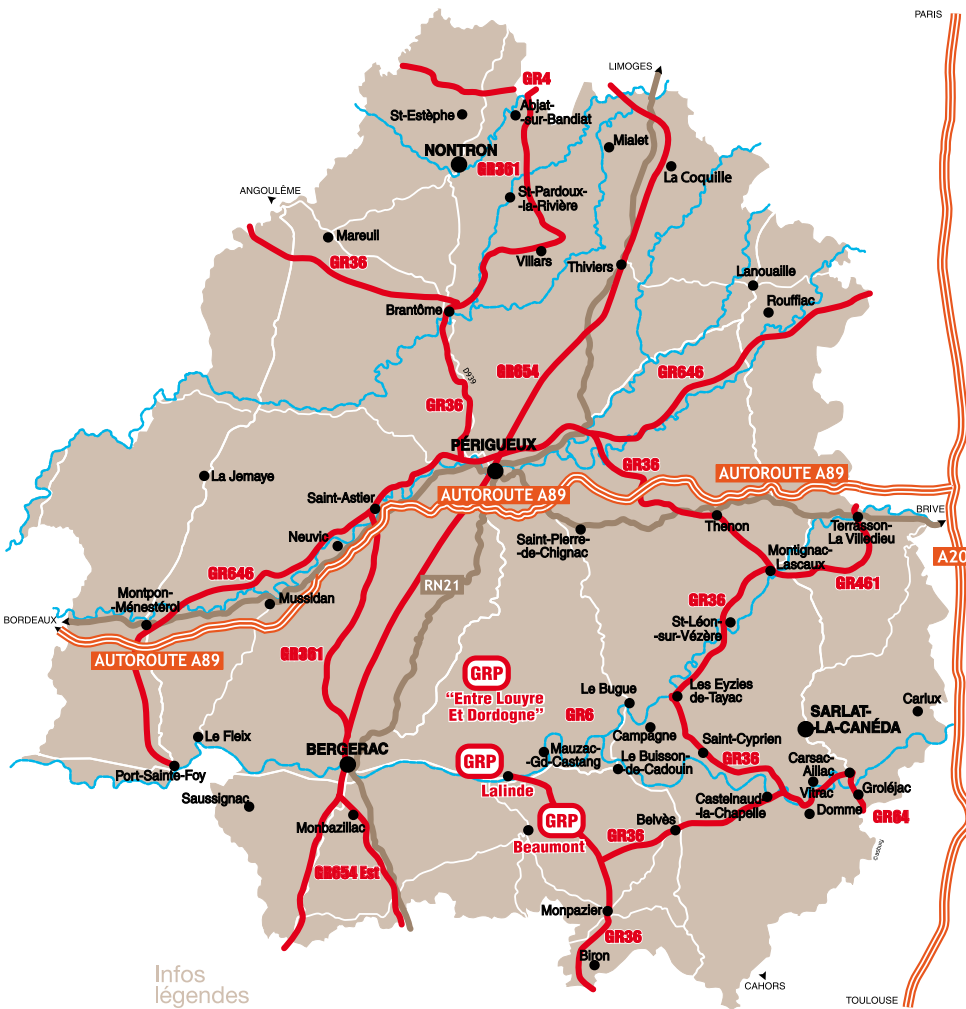 PARIS
LIMOGES
GR4
St-Estèphe
Abjat-
-sur-Bandiat
NONTRON
Mialet
GR361
La Coquille
ANGOULÊME
St-Pardoux-
-la-Rivière
Mareuil
GR36
Villars
Thiviers
Lanouaille
Rouffiac
Brantôme
D939
GR654
GR646
GR36
PÉRIGUEUX
GR36
La Jemaye
AUTOROUTE A89
Saint-Astier
AUTOROUTE A89
BRIVE
Thenon
Terrasson-
La Villedieu
Saint-Pierre-
-de-Chignac
Neuvic
Montignac-
Lascaux
A20
GR646
RN21
GR461
Montpon-
-Ménestérol
Mussidan
GR36
St-Léon-
-sur-Vézère
BORDEAUX
GR361
AUTOROUTE A89
GRP
"Entre Louyre
Et Dordogne"
Le Bugue
Les Eyzies
de-Tayac
Carlux
GR6
SARLAT-
-LA-CANÉDA
Campagne
Le Fleix
BERGERAC
Mauzac-
-Gd-Castang
Saint-Cyprien
Le Buisson-
-de-Cadouin
GR36
Carsac-
Aillac
GRP
Port-Sainte-Foy
Lalinde
Vitrac
Groléjac
Saussignac
Castelnaud
-la-Chapelle
Domme
GR64
Monbazillac
GRP
Beaumont
GR36
Belvès
GR654 Est
Monpazier
GR36
Biron
Infos
légendes
CAHORS
TOULOUSE